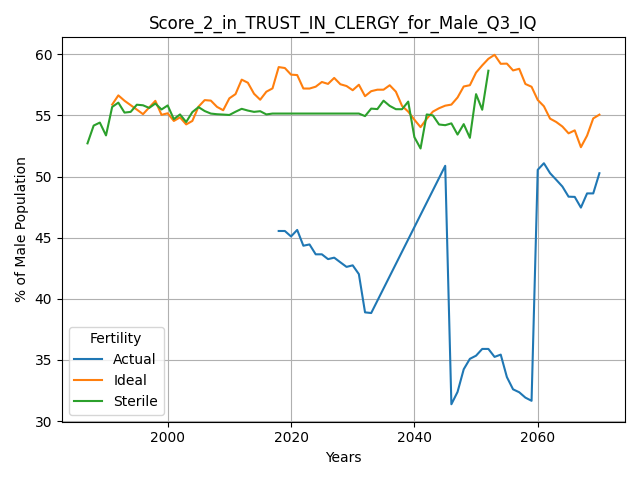 Score_2_in_TRUST_IN_CLERGY_for_Male_Q3_IQ
60
55
50
45
40
35
30
% of Male Population
Fertility
Actual
Ideal
Sterile
2000
2020
2040
2060
Years